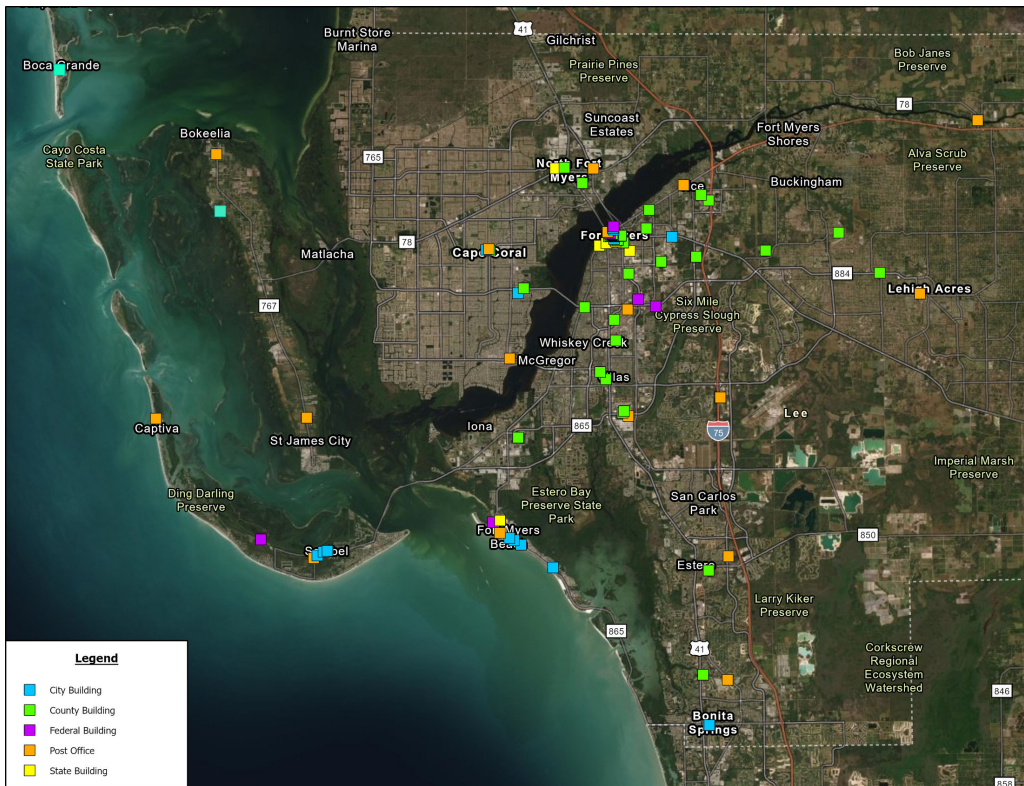 Burnt Store
Marina
41
Gilchrist
Bob Janes
Preserve
Boca Grande
Prairie Pines
Preserve
78
Suncoast
Estates
Fort Myers
Shores
Bokeelia
Cayo Costa
State Park
765
North Fort
Myers
Alva Scrub
Preserve
Buckingham
Matlacha
78
Cape Coral
884
Lehigh Acres
767
Six Mile
Cypress Slough
Preserve
Whiskey Creek
McGregor
Captiva
St James City
Iona
865
75
Lee
Imperial Marsh
Preserve
Ding Darling
Preserve
Estero Bay
Preserve State
Park
San Carlos
Park
850
Fort Myers
Beach
Sanibel
Estero
Larry Kiker
Preserve
865
41
Corkscrew
Regional
Ecosystem
Watershed
846
Bonita
Springs
858
Legend
City Building
County Building
Federal Building
Post Office
State Building